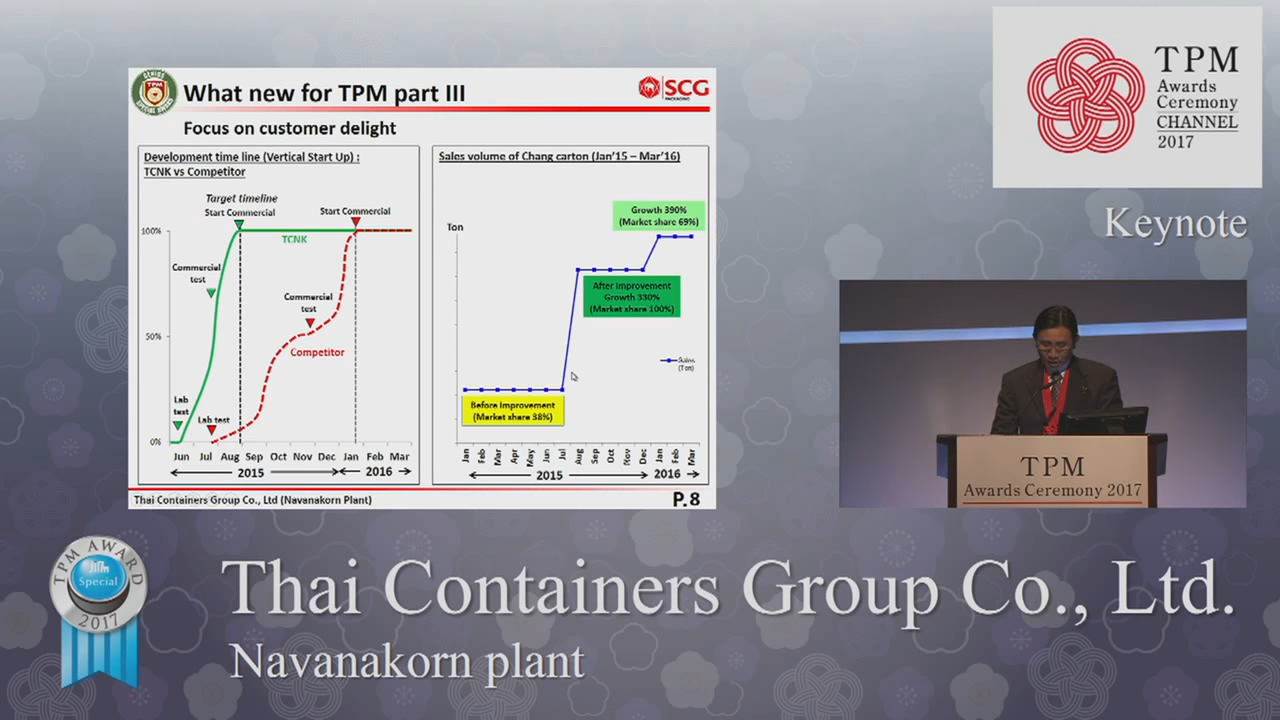 GENIUS
TPM
SPECIAL AWARD
What new for TPM part III
SCG
PACKAGING
Focus on customer delight
Development time line (Vertical Start Up) :
TCNK vs Competitor
Target timeline
Start Commercial
Start Commercial
100%
TCNK
Commercial
test
Commercial
test
50%
Competitor
Lab
test
Lab test
0%
Jun Jul Aug Sep Oct Nov Dec Jan Feb Mar
2015 2016
Sales volume of Chang carton (Jan'15 – Mar'16)
Ton
Growth 390%
(Market share 69%)
After improvement
Growth 330%
(Market share 100%)
Sales
(Ton)
Before improvement
(Market share 38%)
Jan Feb Mar Apr May Jun Jul Aug Sep Oct Nov Dec Jan Feb Mar
2015 2016
Thai Containers Group Co., Ltd (Navanakorn Plant)
P.8
TPM
Awards
Ceremony
CHANNEL
2017
Keynote
TPM
Awards Ceremony 2017
TPM AWARD
Special
2017
Thai Containers Group Co., Ltd.
Navanakorn plant